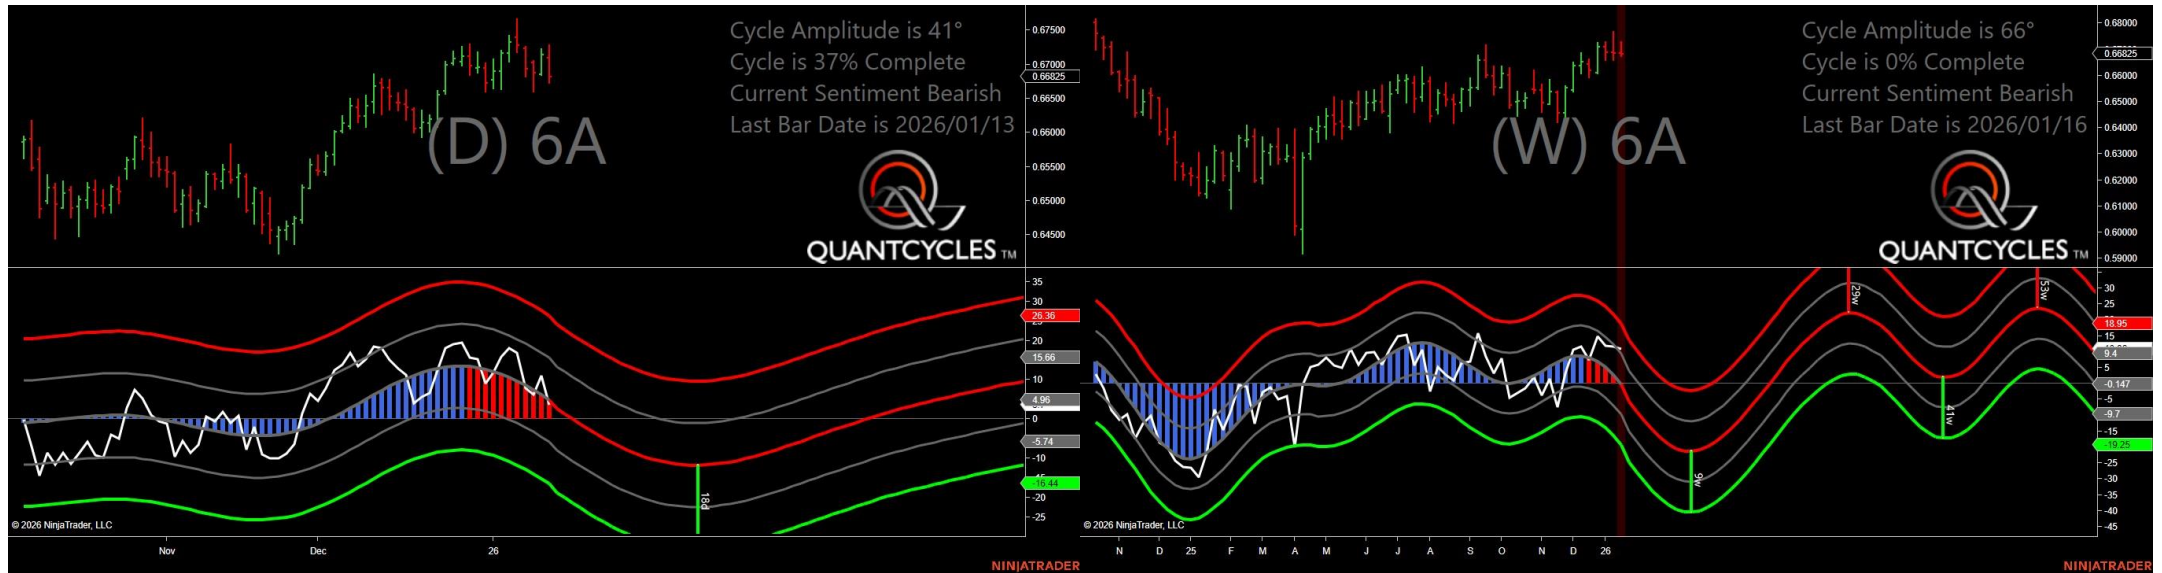 Cycle Amplitude is 41°
Cycle is 37% Complete
Current Sentiment Bearish
Last Bar Date is 2026/01/13
(D) 6A
QUANTCYCLES TM
0.67500
0.67000
0.66825
0.66500
0.66000
0.65500
0.65000
0.64500
35
30
26.36
20
15.66
10
4.96
0
-5.74
-10
-16.44
-20
-25
18d
© 2026 NinjaTrader, LLC
Nov
Dec
26
NINJATRADER
Cycle Amplitude is 66°
Cycle is 0% Complete
Current Sentiment Bearish
Last Bar Date is 2026/01/16
(W) 6A
QUANTCYCLES TM
0.68000
0.66825
0.66000
0.65000
0.64000
0.63000
0.62000
0.61000
0.60000
0.59000
30
25
18.95
9.4
5
-0.147
-5
-9.7
-15
-19.25
-25
-30
-35
-40
-45
9w
29w
41w
53w
© 2026 NinjaTrader, LLC
N
D
25
F
M
A
M
J
J
A
S
O
N
D
26
NINJATRADER